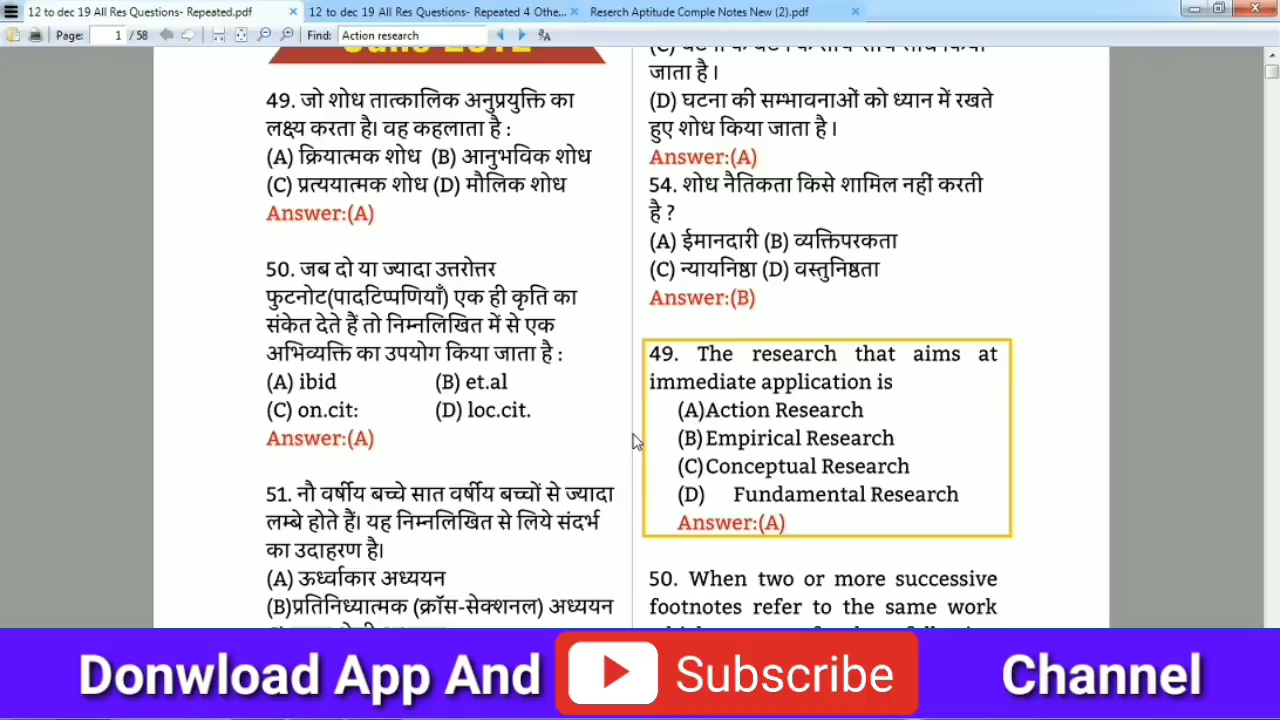 12 to dec 19 All Res Questions- Repeated.pdf
12 to dec 19 All Res Questions- Repeated 4 Othe...
Reserch Aptitude Comple Notes New (2).pdf
Page: 1 / 58 Find: Action research
49. जो शोध तात्कालिक अनुप्रयुक्ति का
लक्ष्य करता है। वह कहलाता है :
(A) क्रियात्मक शोध (B) आनुभविक शोध
(C) प्रत्ययात्मक शोध (D) मौलिक शोध
Answer:(A)
50. जब दो या ज्यादा उत्तरोत्तर
फुटनोट(पादटिप्पणियाँ) एक ही कृति का
संकेत देते हैं तो निम्नलिखित में से एक
अभिव्यक्ति का उपयोग किया जाता है :
(A) ibid (B) et.al
(C) on.cit: (D) loc.cit.
Answer:(A)
51. नौ वर्षीय बच्चे सात वर्षीय बच्चों से ज्यादा
लम्बे होते हैं। यह निम्नलिखित से लिये संदर्भ
का उदाहरण है।
(A) ऊर्ध्वाकार अध्ययन
(B)प्रतिनिध्यात्मक (क्रॉस-सेक्शनल) अध्ययन
जाता है ।
(D) घटना की सम्भावनाओं को ध्यान में रखते
हुए शोध किया जाता है ।
Answer:(A)
54. शोध नैतिकता किसे शामिल नहीं करती
है ?
(A) ईमानदारी (B) व्यक्तिपरकता
(C) न्यायनिष्ठा (D) वस्तुनिष्ठता
Answer:(B)
49. The research that aims at
immediate application is
(A)Action Research
(B)Empirical Research
(C)Conceptual Research
(D) Fundamental Research
Answer:(A)
50. When two or more successive
footnotes refer to the same work
Donwload App And Subscribe Channel